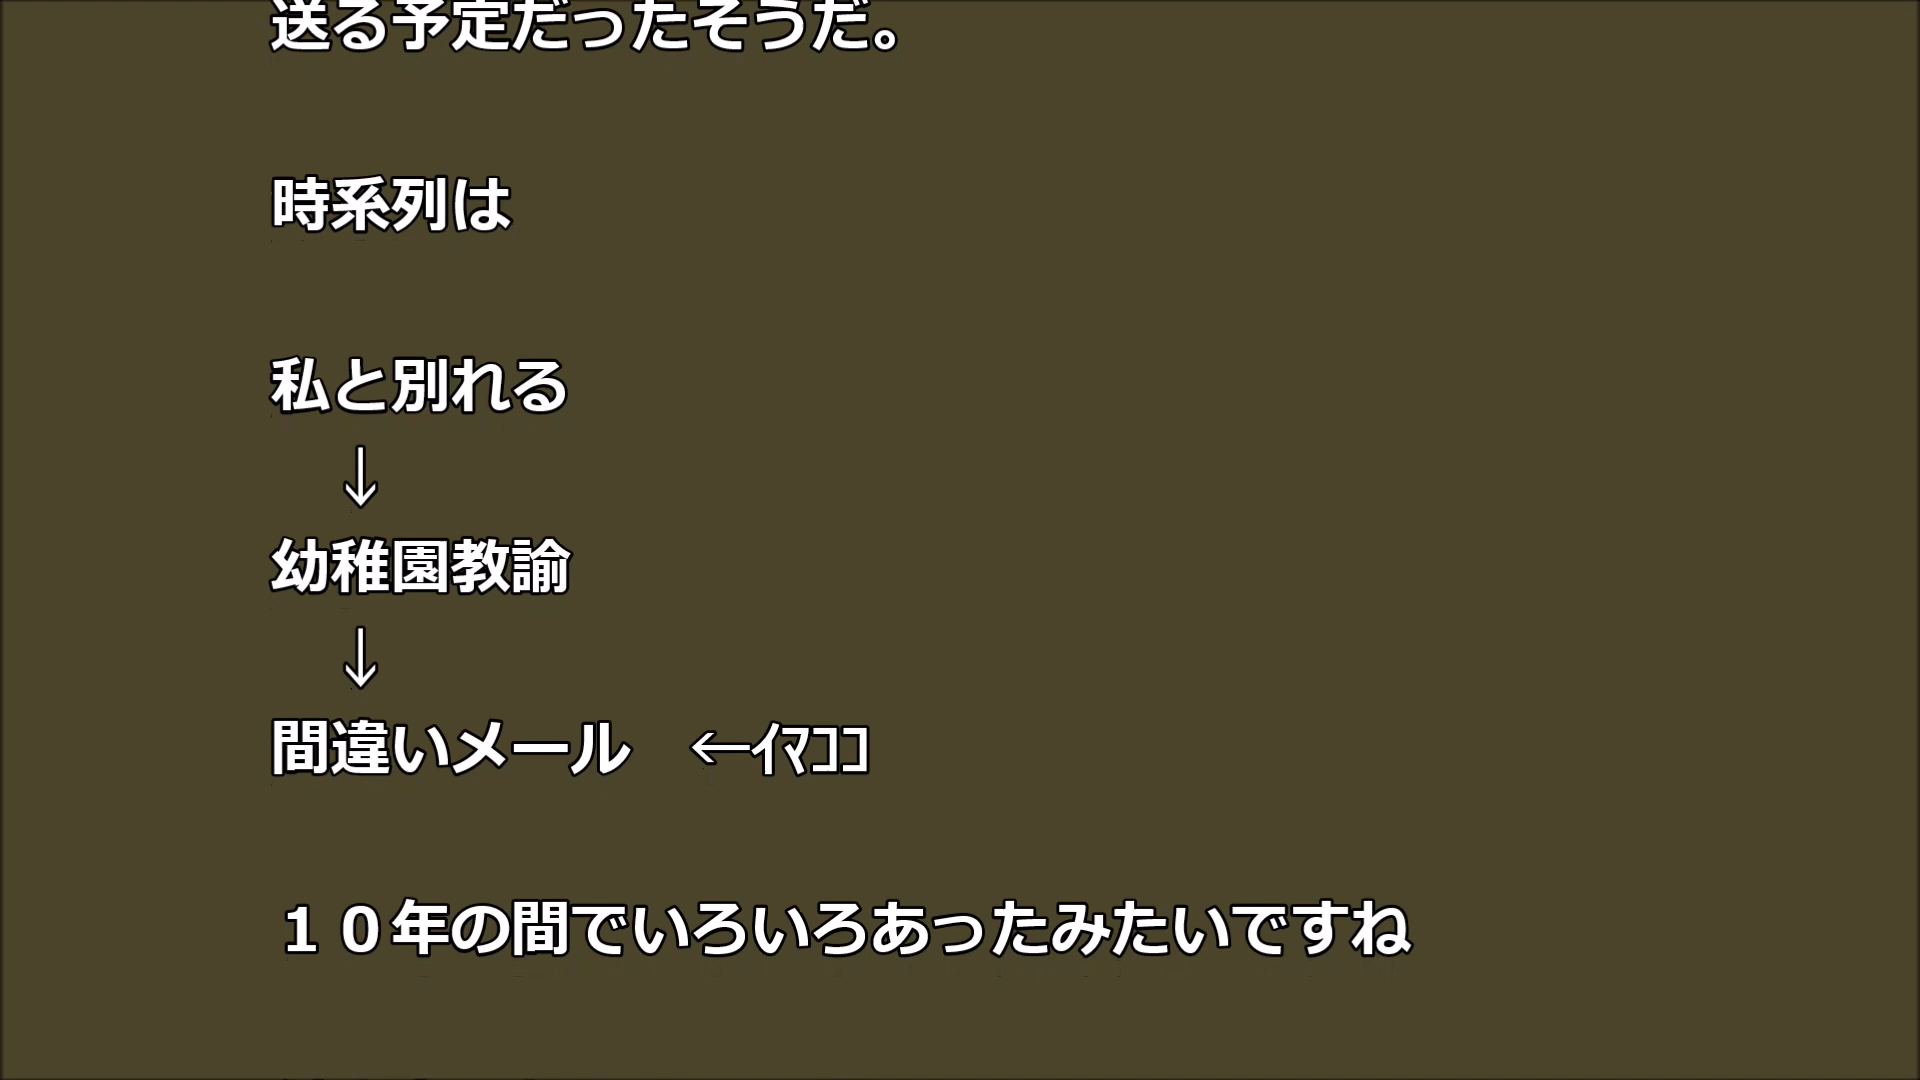 送る予定だったそうだ。
時系列は
私と別れる
↓
幼稚園教諭
↓
間違いメール　←ｲﾏｺｺ
１０年の間でいろいろあったみたいですね